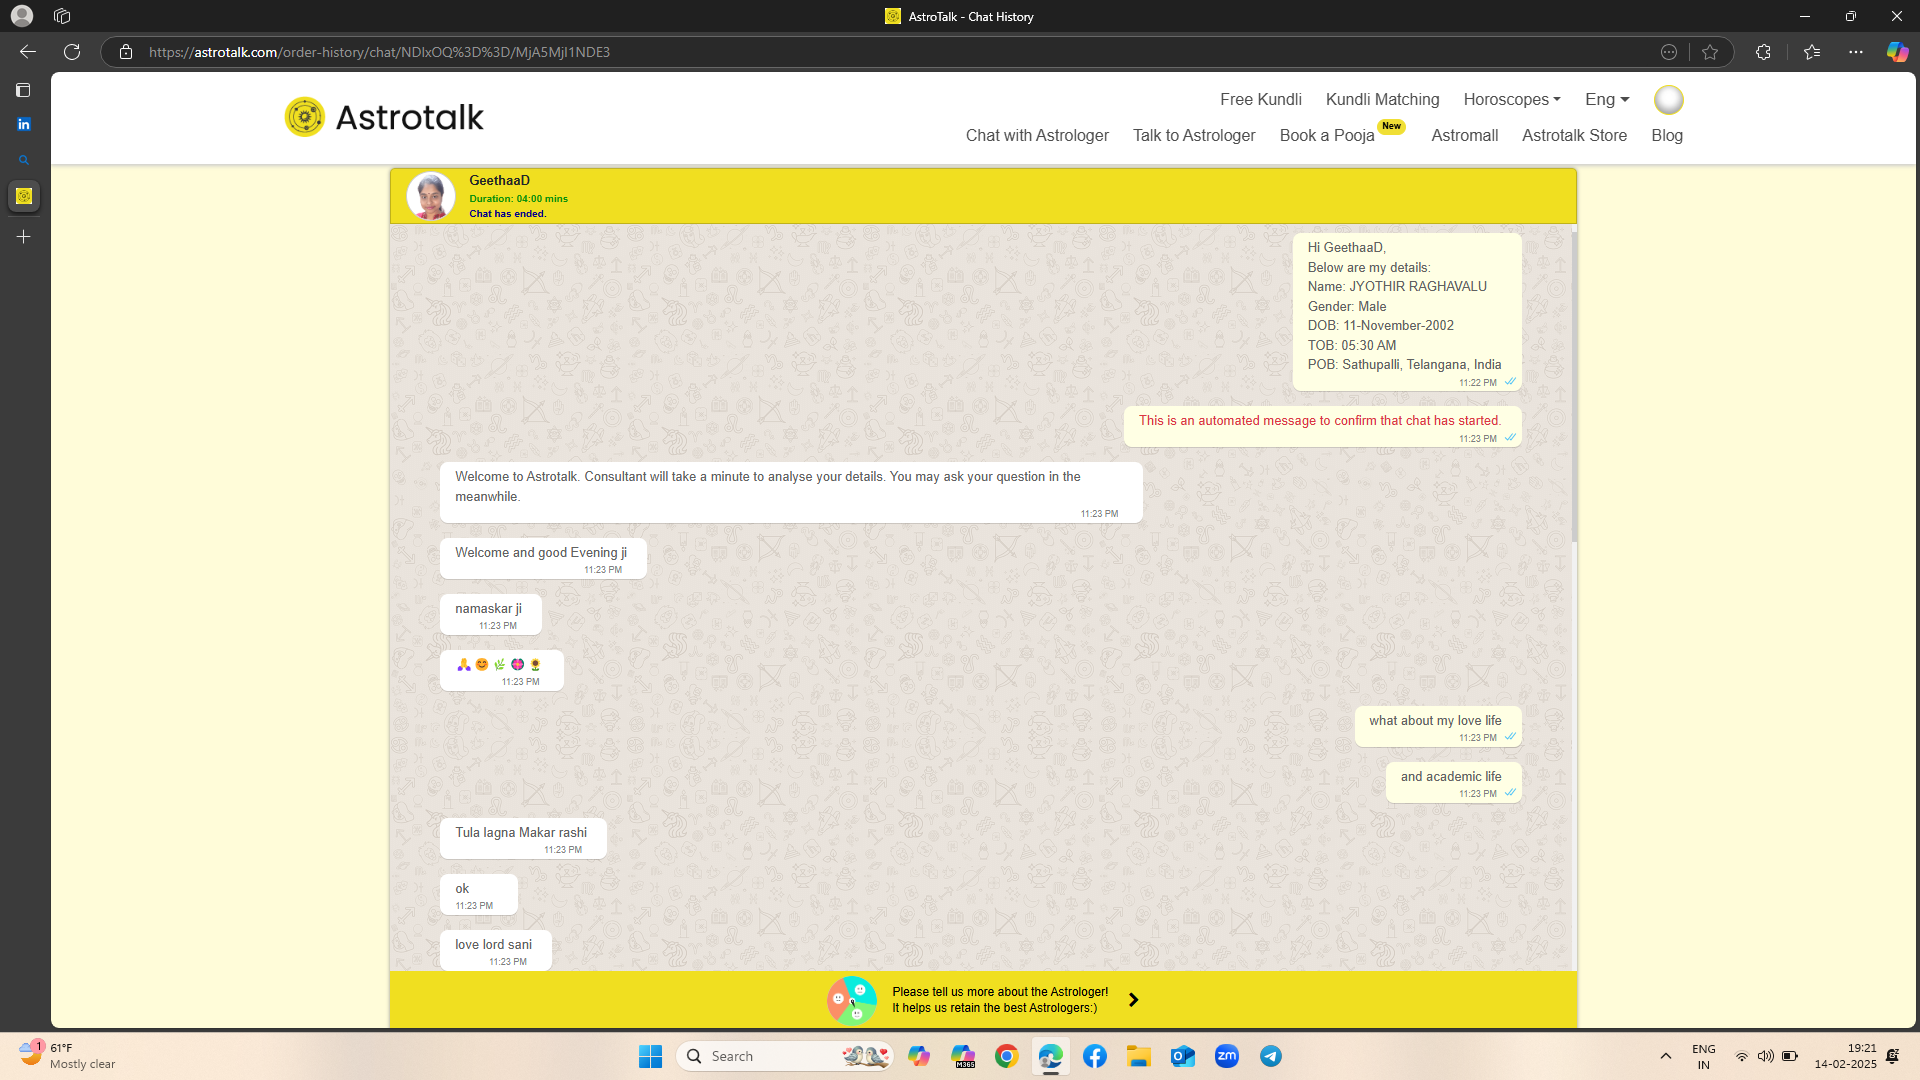 AstroTalk - Chat History
https://astrotalk.com/order-history/chat/NDIxOQ%3D%3D/MjA5MjI1NDE3
Astrotalk
Free Kundli Kundli Matching Horoscopes Eng
Chat with Astrologer Talk to Astrologer Book a Pooja New Astromall Astrotalk Store Blog
GeethaaD
Duration: 04:00 mins
Chat has ended.
Hi GeethaaD,
Below are my details:
Name: JYOTHIR RAGHAVALU
Gender: Male
DOB: 11-November-2002
TOB: 05:30 AM
POB: Sathupalli, Telangana, India
11:22 PM
This is an automated message to confirm that chat has started.
11:23 PM
Welcome to Astrotalk. Consultant will take a minute to analyse your details. You may ask your question in the
meanwhile.
11:23 PM
Welcome and good Evening ji
11:23 PM
namaskar ji
11:23 PM
11:23 PM
what about my love life
11:23 PM
and academic life
11:23 PM
Tula lagna Makar rashi
11:23 PM
ok
11:23 PM
love lord sani
11:23 PM
Please tell us more about the Astrologer!
It helps us retain the best Astrologers:)
1
61°F
Mostly clear
Search
M365
zm
ENG
IN
19:21
14-02-2025